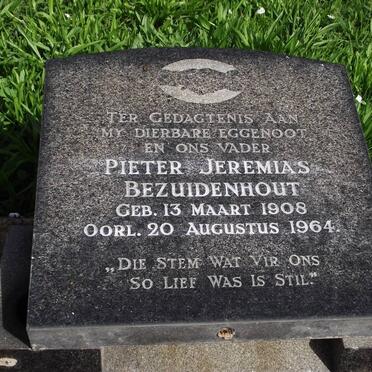 TER GEDAGTENIS AAN
MY DIERBARE EGGENOOT
EN ONS VADER
PIETER JEREMIAS
BEZUIDENHOUT
GEB. 13 MAART 1908
OORL. 20 AUGUSTUS 1964.
„DIE STEM WAT VIR ONS
SO LIEF WAS IS STIL."